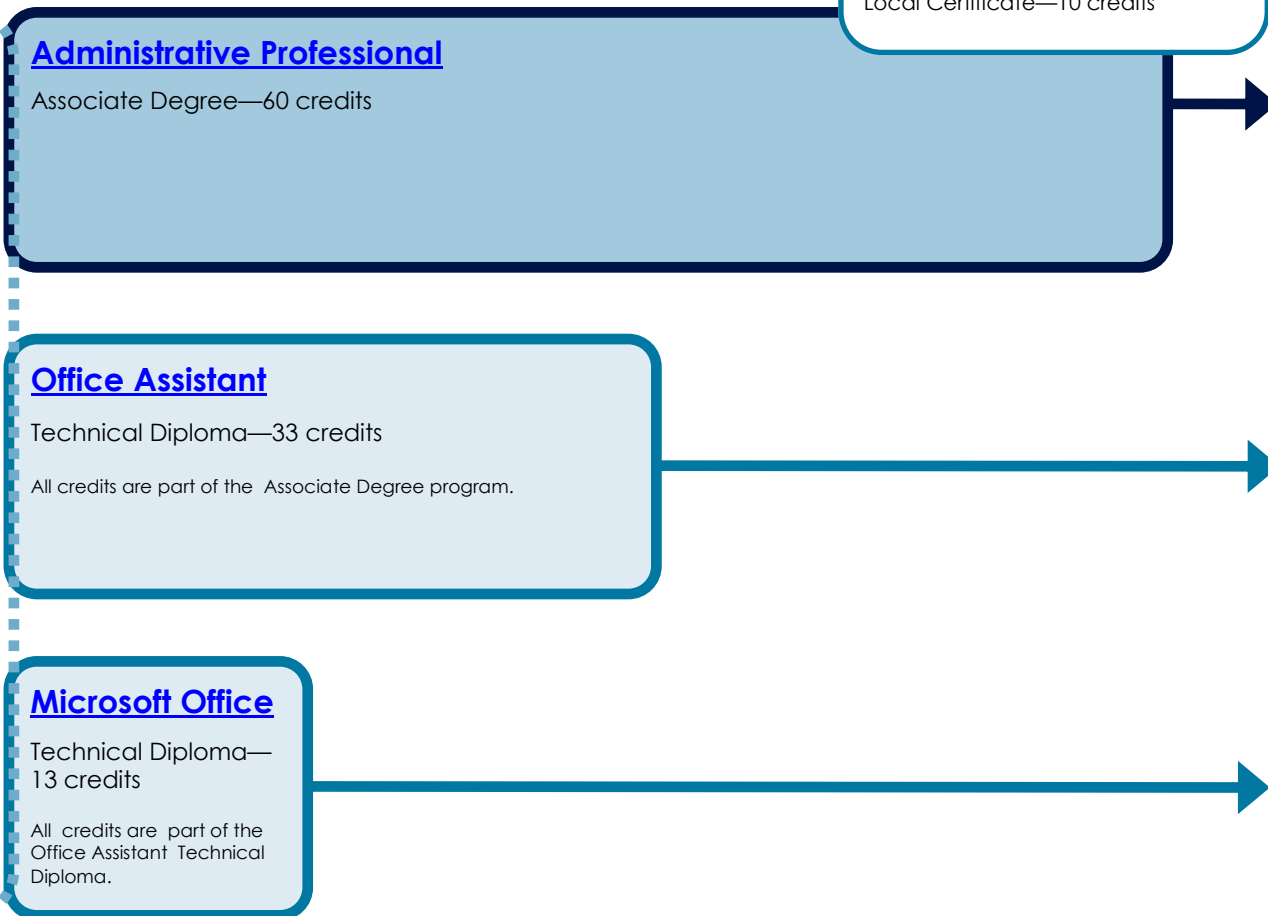 Local Certificate—10 credits
Administrative Professional
Associate Degree—60 credits
Office Assistant
Technical Diploma—33 credits
All credits are part of the  Associate Degree program.
Microsoft Office
Technical Diploma—
13 credits
All  credits are  part of the
Office Assistant  Technical
Diploma.